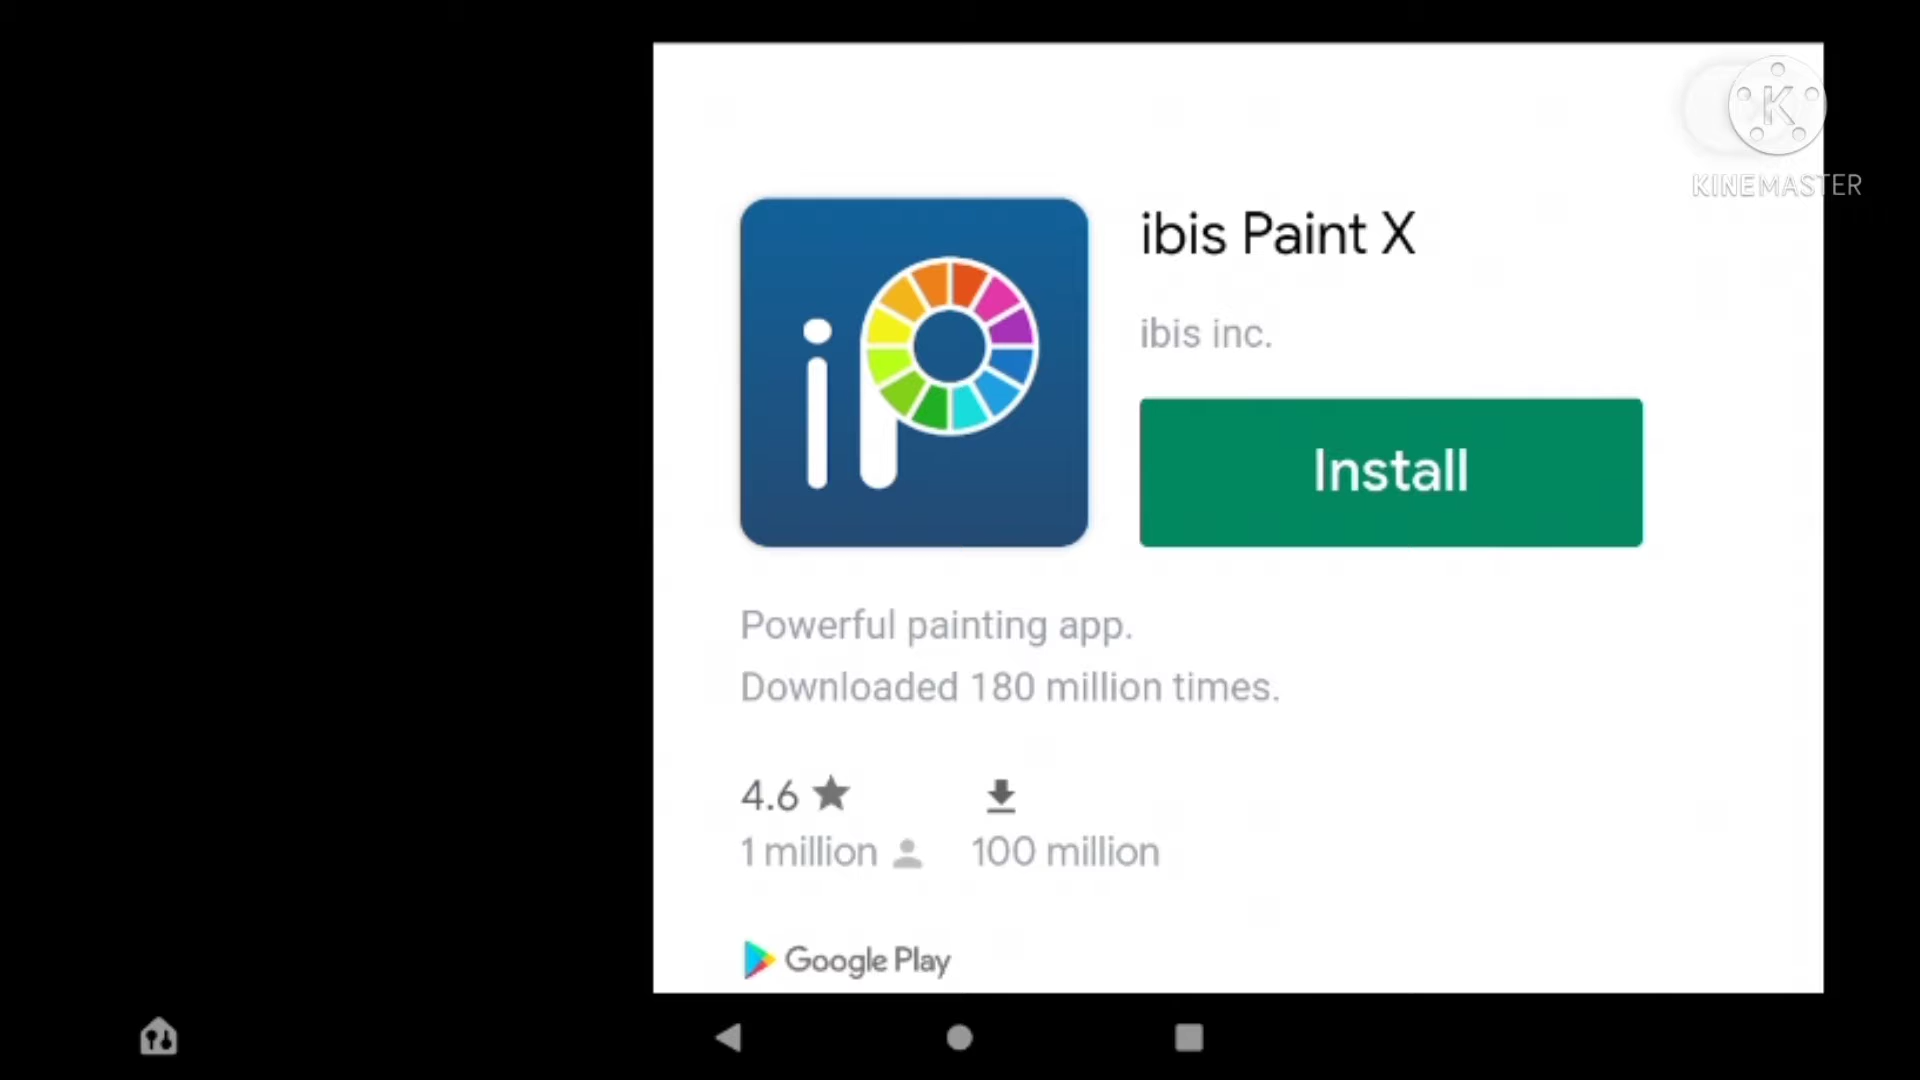 K
KINEMASTER
ip
ibis Paint X
ibis inc.
Install
Powerful painting app.
Downloaded 180 million times.
4.6
1 million
100 million
Google Play